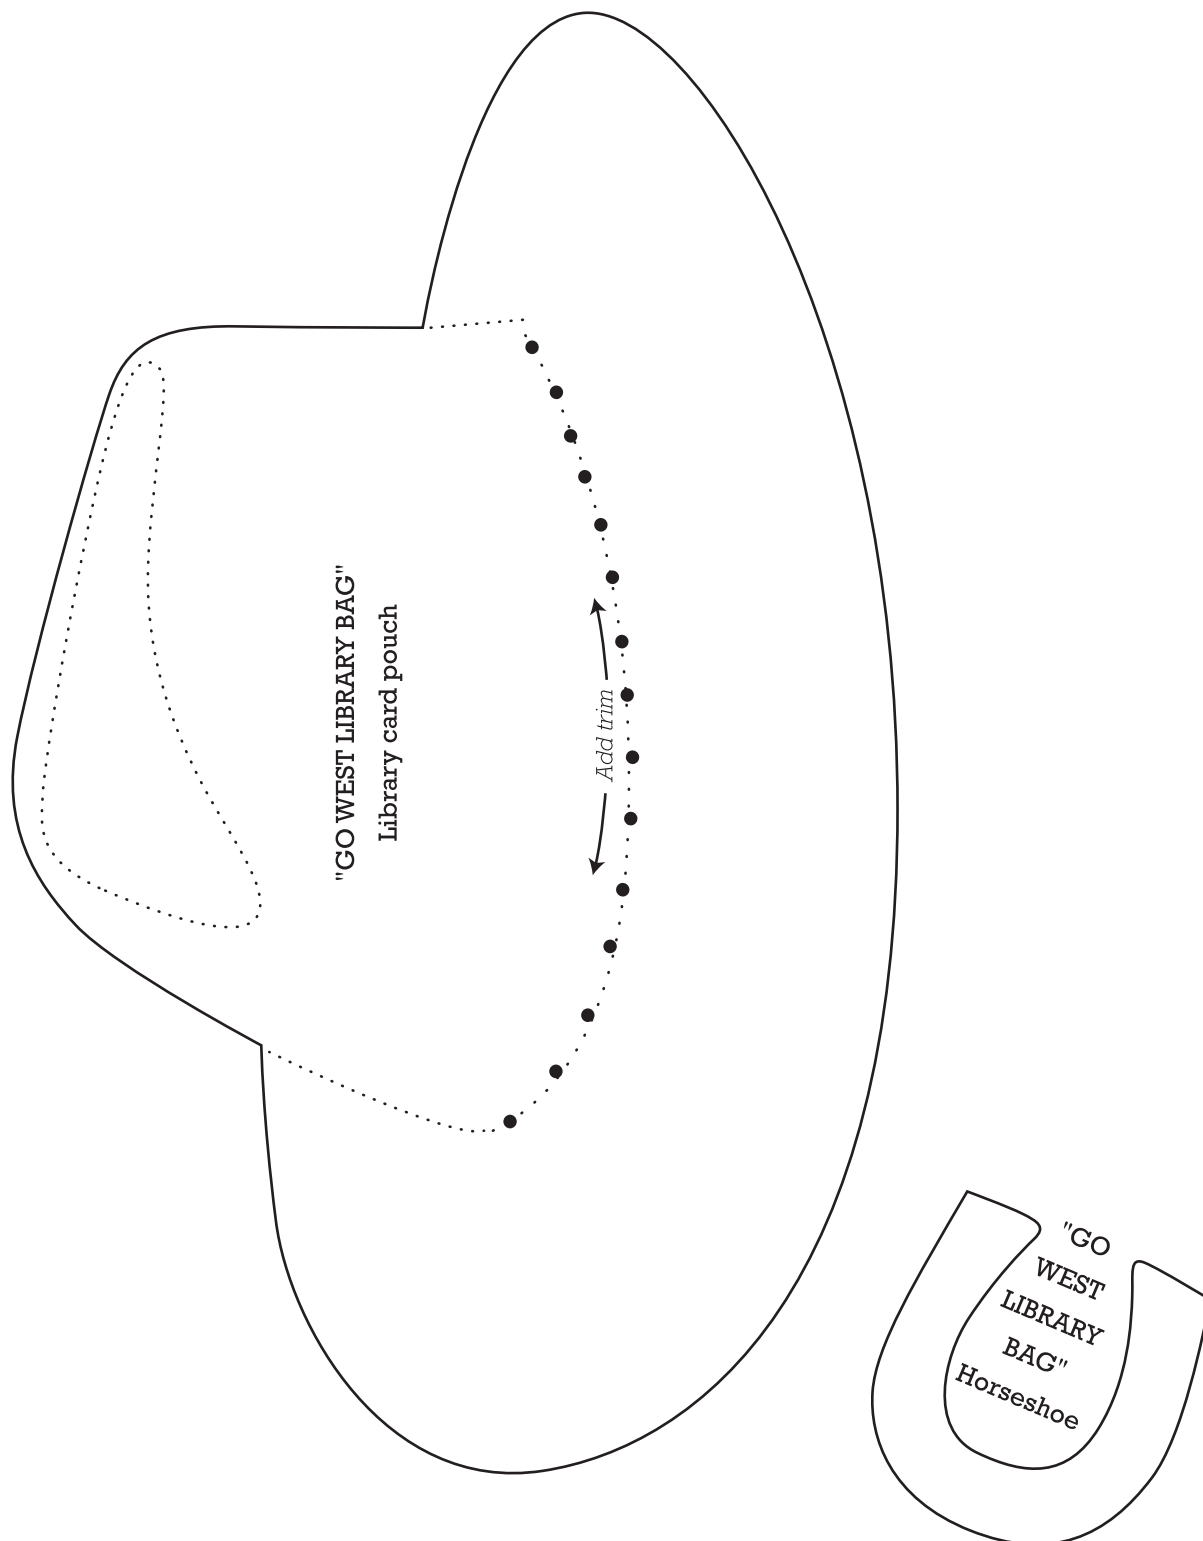 "GO WEST LIBRARY BAG"
Library card pouch
Add trim
"GO
WEST
LIBRARY
BAG"
Horseshoe